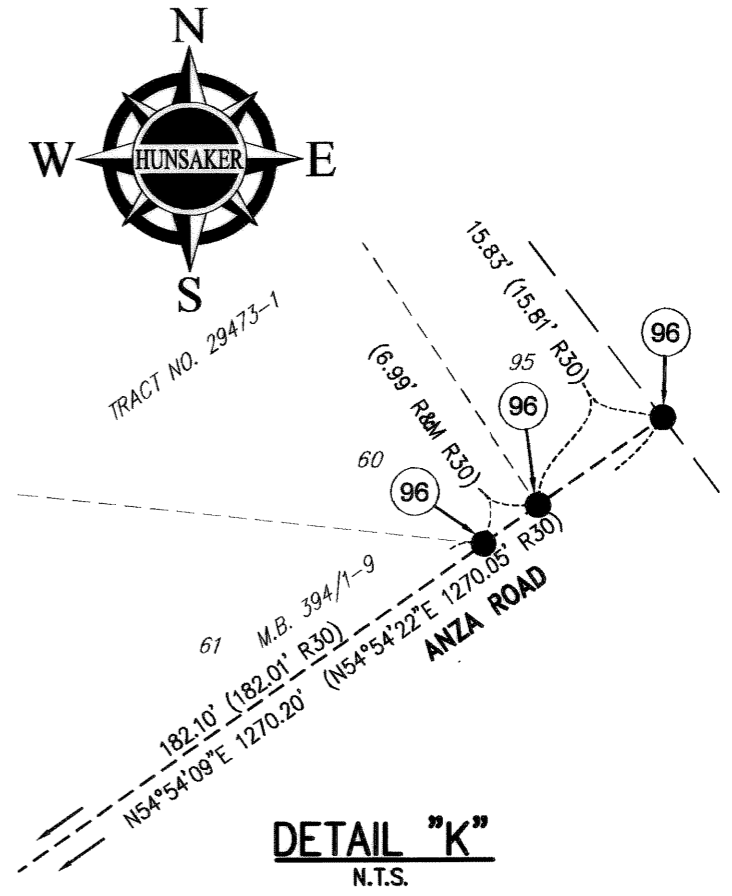 N
W HUNSAKER E
S
TRACT NO. 29473-1
15.83' (15.81' R30)
96
95
(6.99' R&M R30)
96
60
96
61 M.B. 394/1-9
182.10' (182.01' R30)
N54°54'09"E 1270.20' (N54°54'22"E 1270.05' R30)
ANZA ROAD
DETAIL "K"
N.T.S.